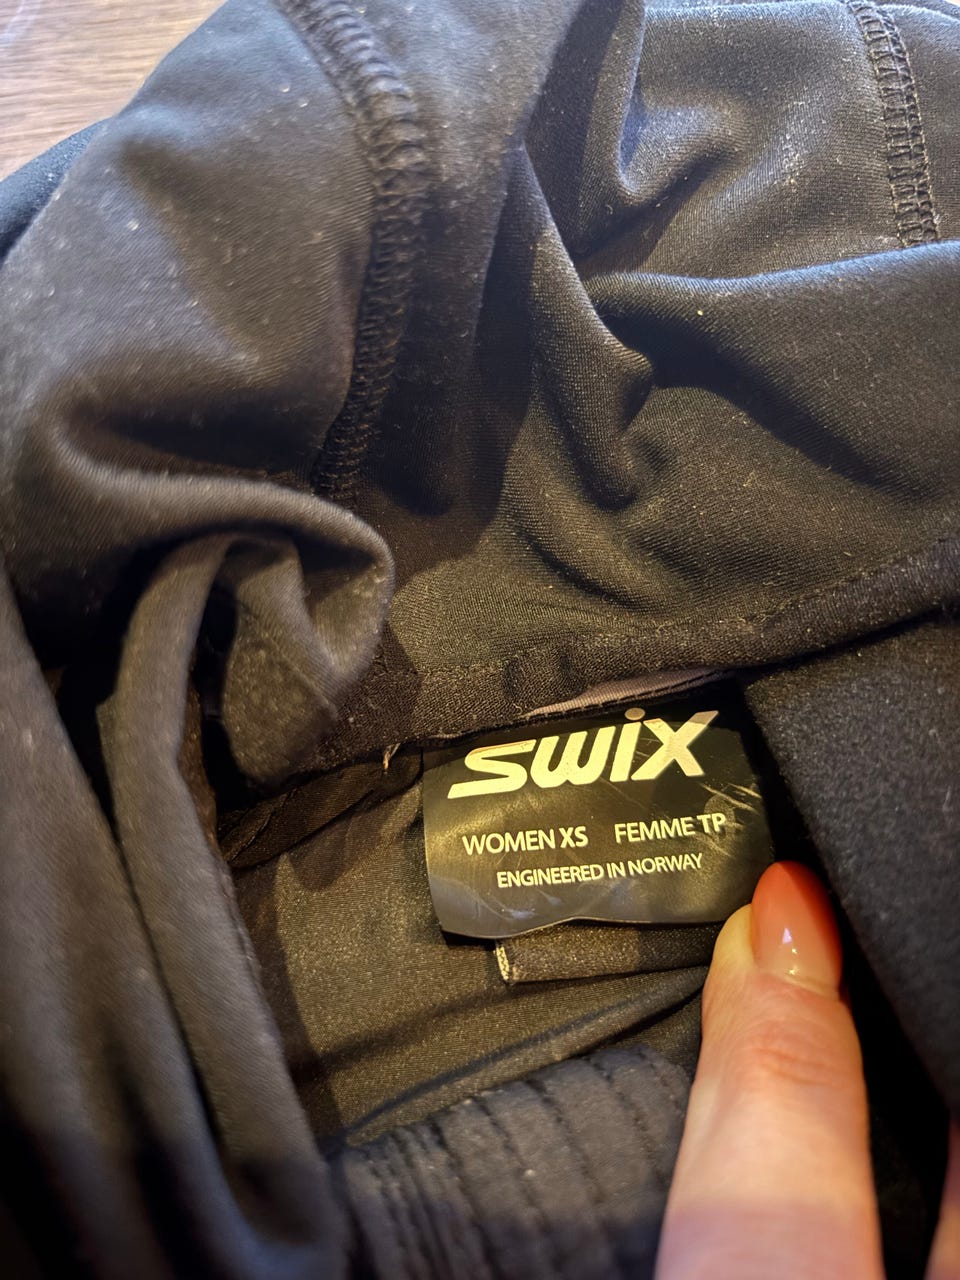 swix
WOMEN XS FEMME TP
ENGINEERED IN NORWAY